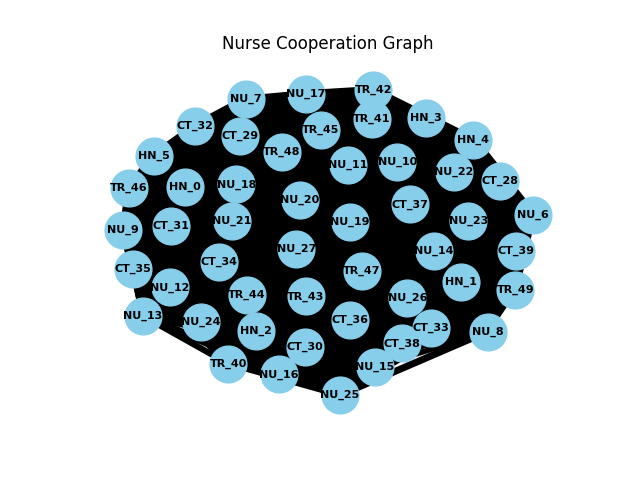 Nurse Cooperation Graph
TR_42
NU_17
NU_7
HN_3
TR_41
CT_32
TR_45
CT_29
HN_4
TR_48
HN_5
NU_10
NU_11
NU_22
CT_28
NU_18
HN_0
TR_46
NU_20
CT_37
NU_6
NU_21
NU_23
NU_19
CT_31
NU_9
NU_27
NU_14
CT_39
CT_34
CT_35
TR_47
HN_1
NU_12
TR_49
TR_44
TR_43
NU_26
NU_13
CT_36
NU_24
CT_33
HN_2
NU_8
CT_38
CT_30
TR_40
NU_15
NU_16
NU_25